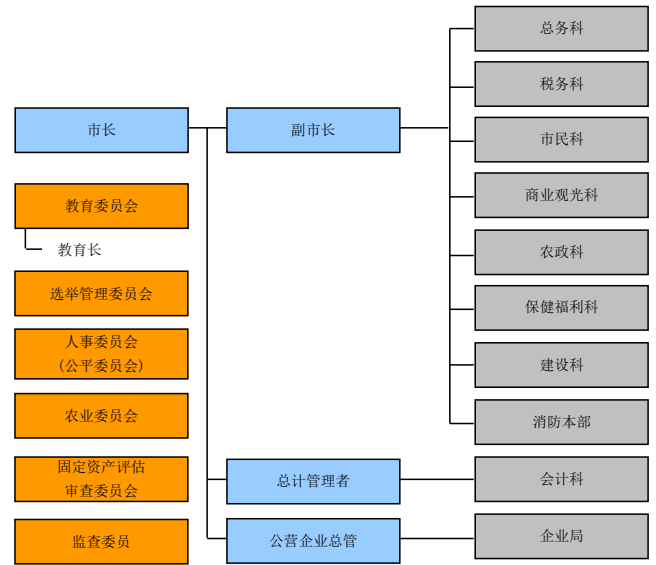 市长
教育委员会
教育长
选举管理委员会
人事委员会
(公平委员会)
农业委员会
固定资产评估
审查委员会
监查委员
副市长
总计管理者
公营企业总管
总务科
税务科
市民科
商业观光科
农政科
保健福利科
建设科
消防本部
会计科
企业局